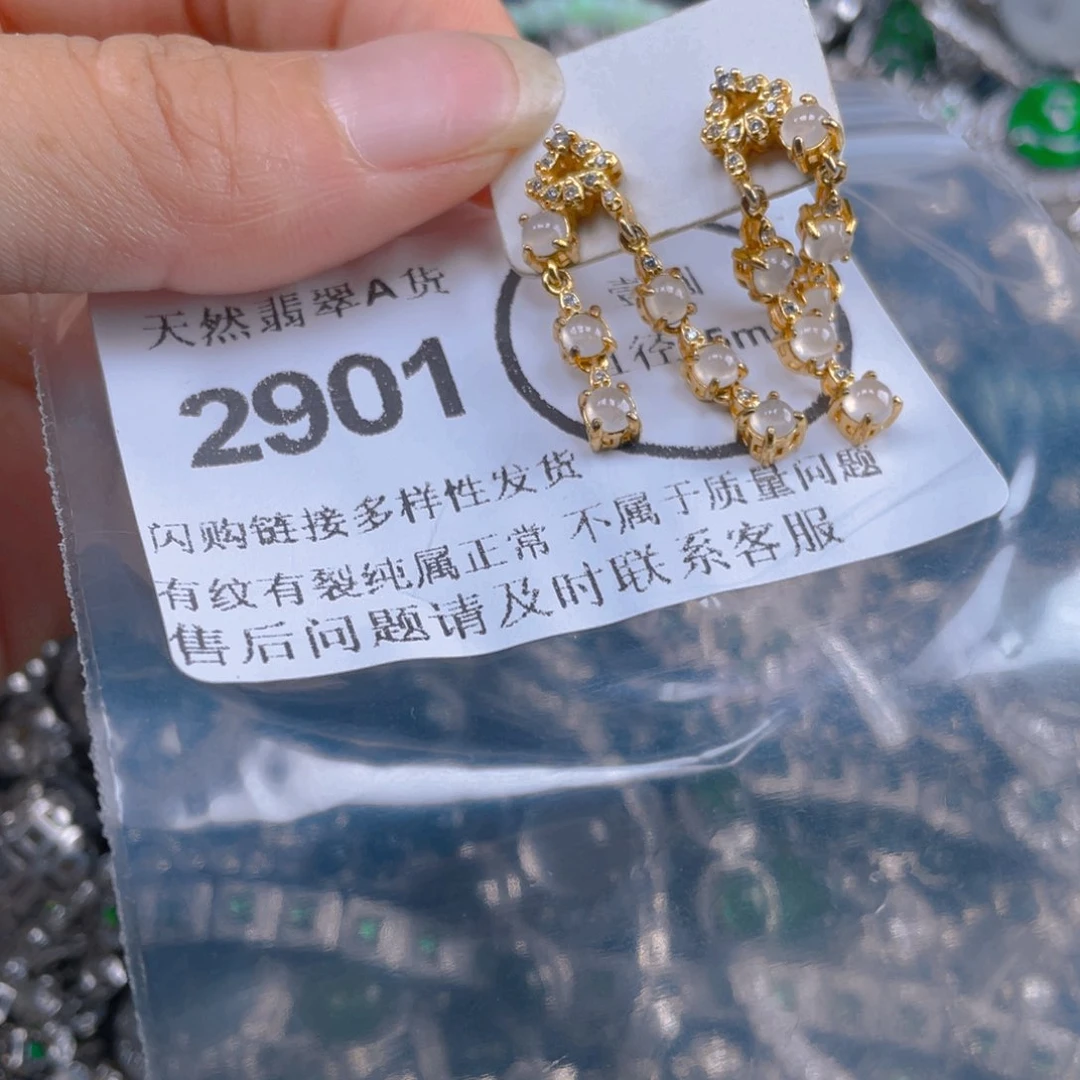 天然翡翠A货
2901
闪购链接多样性发货
有纹有裂纯属正常 不属于质量问题
售后问题请及时联系客服